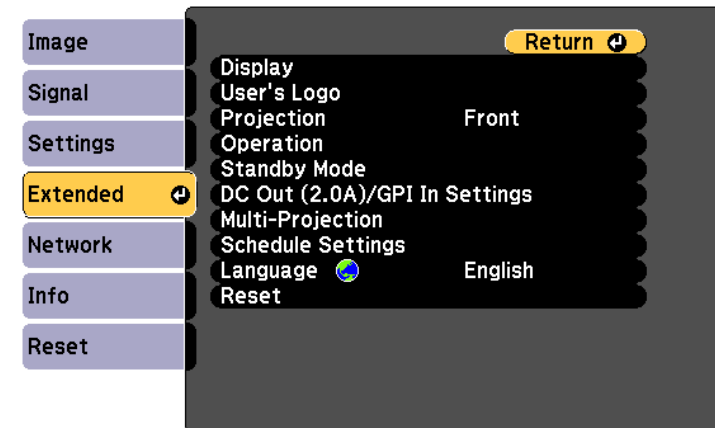 Image
Signal
Settings
Extended
Network
Info
Reset
Return
Display
User's Logo
Projection Front
Operation
Standby Mode
DC Out (2.0A)/GPI In Settings
Multi-Projection
Schedule Settings
Language English
Reset